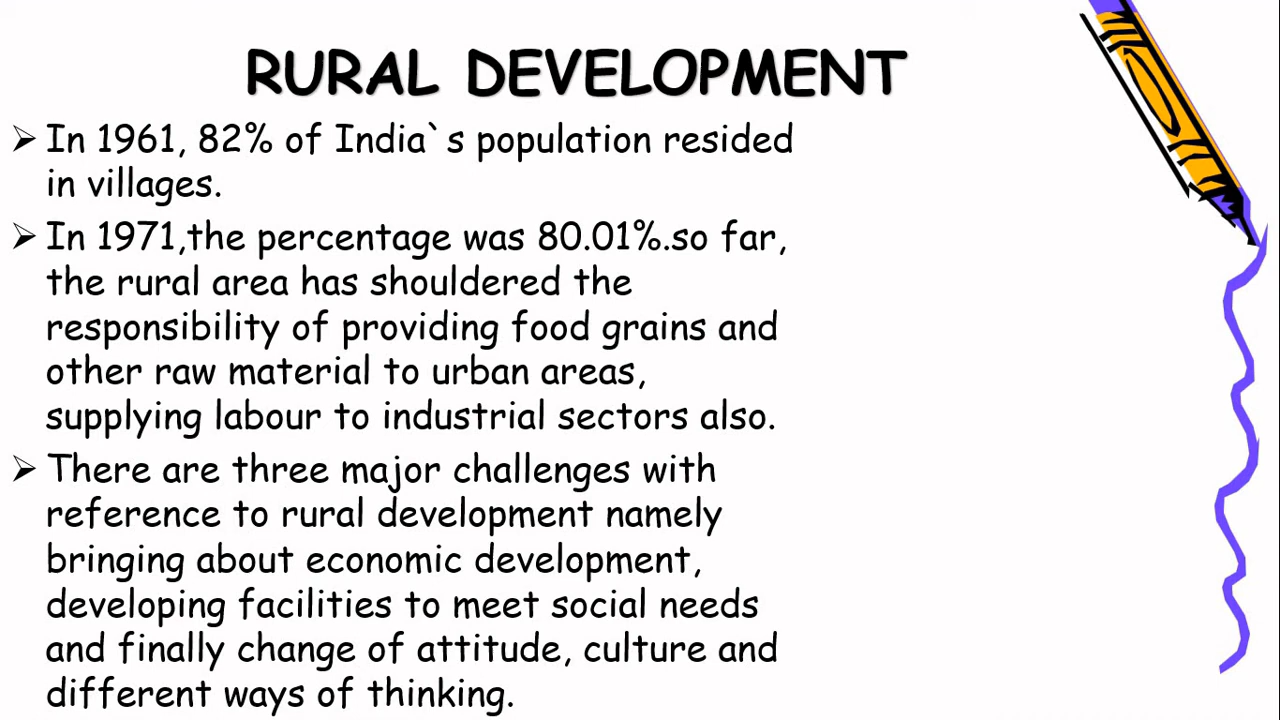 RURAL DEVELOPMENT
➢ In 1961, 82% of India`s population resided
in villages.
➢ In 1971,the percentage was 80.01%.so far,
the rural area has shouldered the
responsibility of providing food grains and
other raw material to urban areas,
supplying labour to industrial sectors also.
➢ There are three major challenges with
reference to rural development namely
bringing about economic development,
developing facilities to meet social needs
and finally change of attitude, culture and
different ways of thinking.